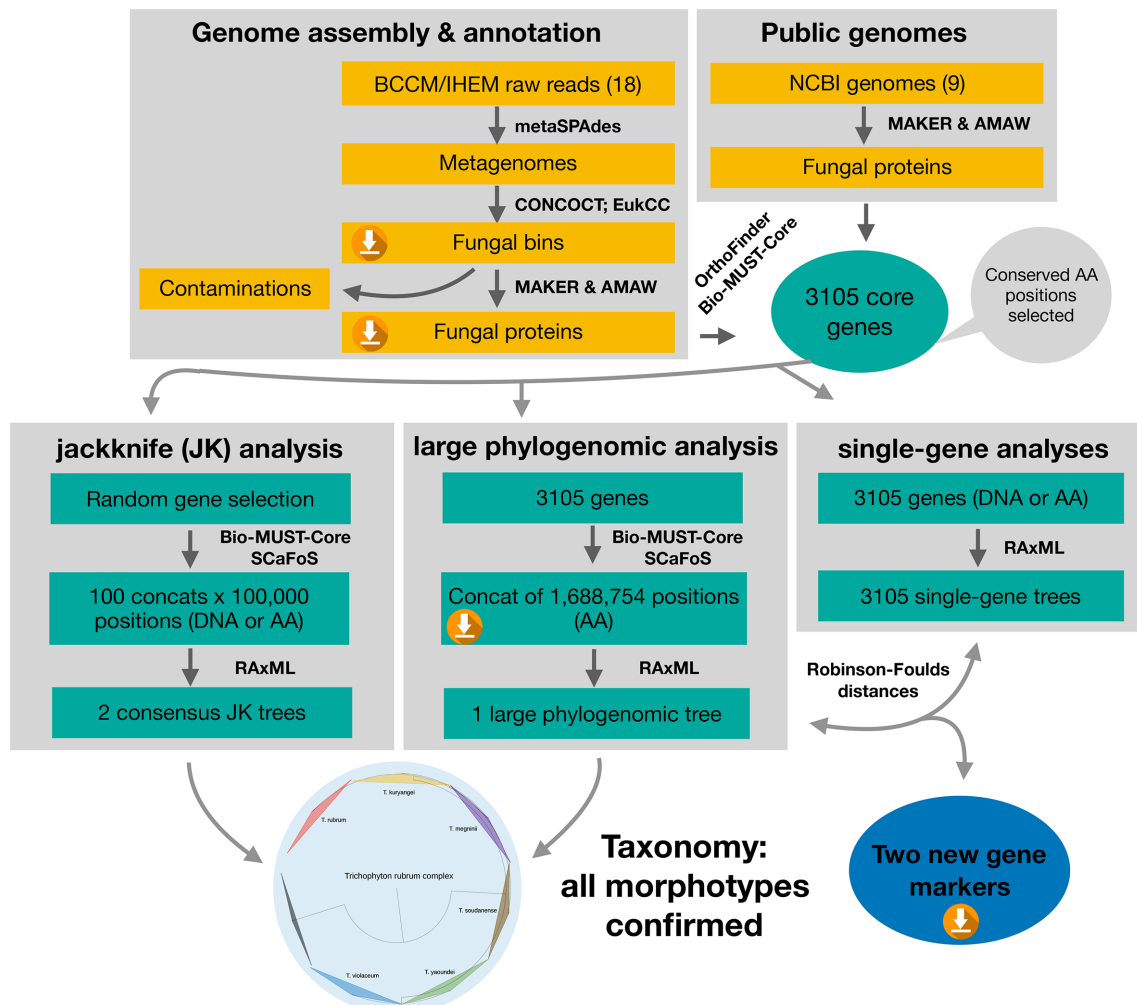 Genome assembly & annotation
BCCM/IHEM raw reads (18)
metaSPAdes
Metagenomes
CONCOCT; EukCC
Fungal bins
Contaminations
MAKER & AMAW
Fungal proteins
Public genomes
NCBI genomes (9)
MAKER & AMAW
Fungal proteins
OrthoFinder
Bio-MUST-Core
3105 core
genes
Conserved AA
positions
selected
jackknife (JK) analysis
Random gene selection
Bio-MUST-Core
SCaFoS
100 concats x 100,000
positions (DNA or AA)
RAxML
2 consensus JK trees
large phylogenomic analysis
3105 genes
Bio-MUST-Core
SCaFoS
Concat of 1,688,754 positions
(AA)
RAxML
1 large phylogenomic tree
single-gene analyses
3105 genes (DNA or AA)
RAxML
3105 single-gene trees
Robinson-Foulds
distances
T. kuryangei
T. rubrum
T. megninii
Trichophyton rubrum complex
T. soudanense
T. violaceum
T. yaoundei
Taxonomy:
all morphotypes
confirmed
Two new gene
markers